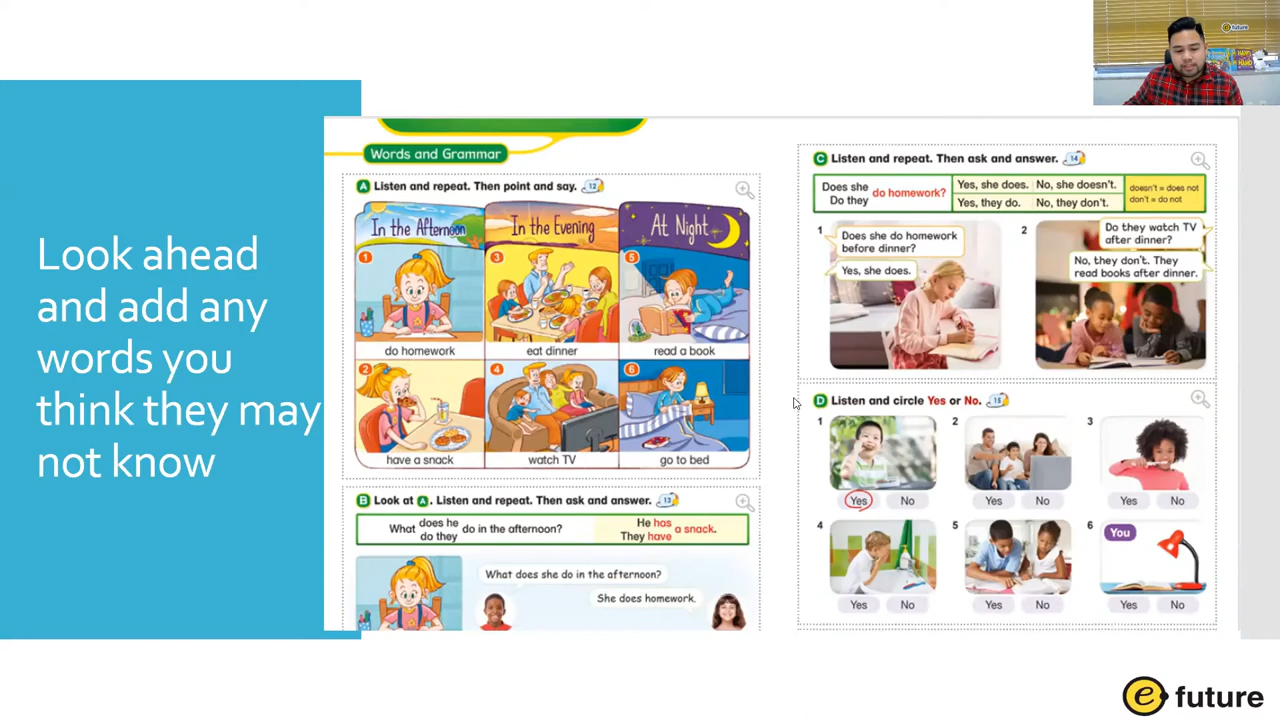 Look ahead
and add any
words you
think they may
not know
Words and Grammar
A Listen and repeat. Then point and say. 12
In the Afternoon
In the Evening
At Night
1
3
5
do homework
eat dinner
read a book
2
4
6
have a snack
watch TV
go to bed
B Look at A. Listen and repeat. Then ask and answer. 13
What does he do in the afternoon?
do they
He has a snack.
They have
What does she do in the afternoon?
She does homework.
C Listen and repeat. Then ask and answer. 14
Does she do homework?
Do they
Yes, she does. No, she doesn't.
Yes, they do. No, they don't.
doesn't = does not
don't = do not
1
Does she do homework
before dinner?
Yes, she does.
2
Do they watch TV
after dinner?
No, they don't. They
read books after dinner.
D Listen and circle Yes or No. 15
1
2
3
Yes No
Yes No
Yes No
4
5
6
You
Yes No
Yes No
Yes No
e future
e future